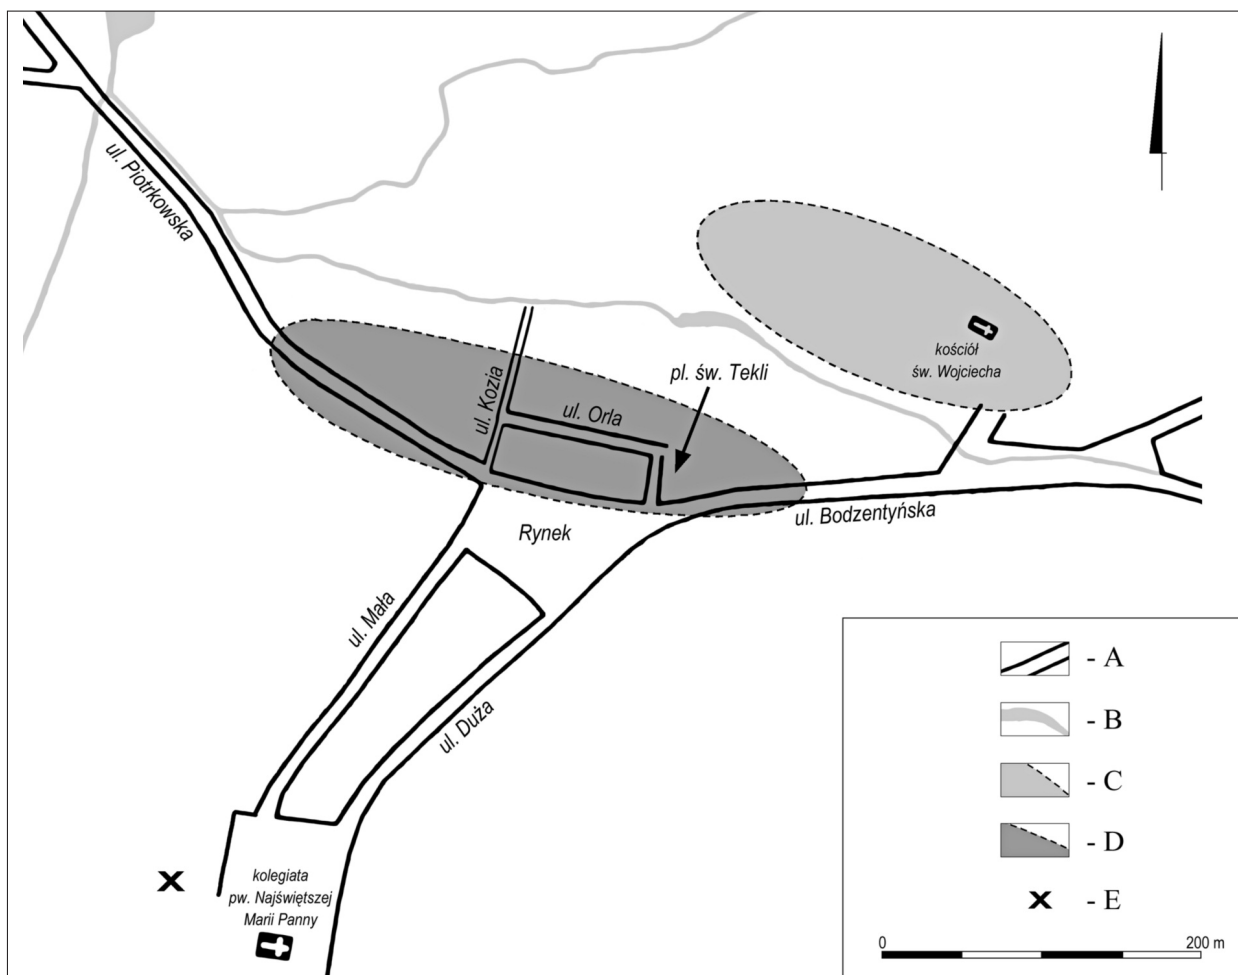 ul. Piotrkowska
kościół
św. Wojciecha
pl. św. Tekli
ul. Kozia
ul. Orla
ul. Bodzentyńska
Rynek
ul. Mała
ul. Duża
kolegiata
pw. Najświętszej
Marii Panny
- A
- B
- C
- D
- E
0 200 m